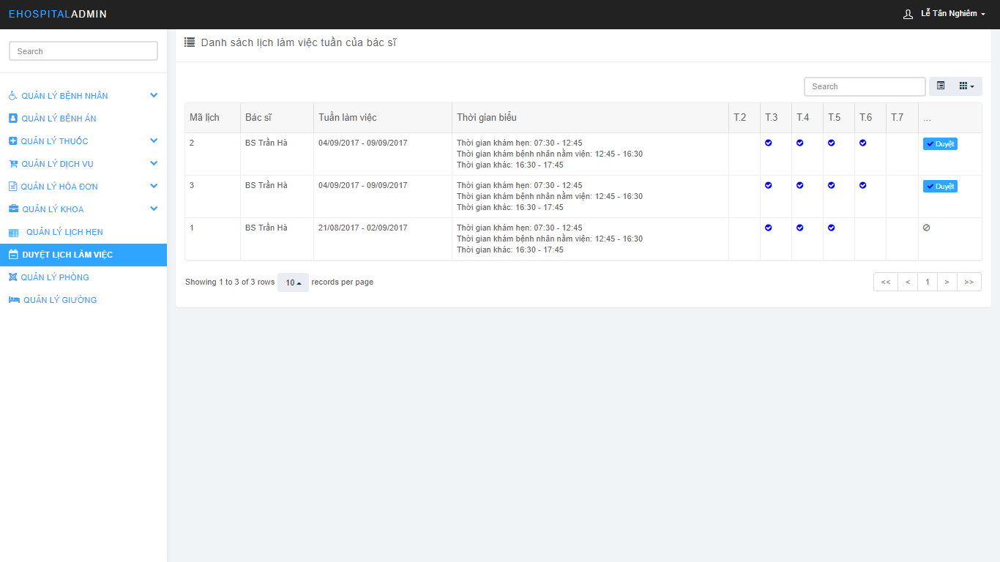 EHOSPITALADMIN
Lễ Tân Nghiêm
Search
QUẢN LÝ BỆNH NHÂN
QUẢN LÝ BỆNH ÁN
QUẢN LÝ THUỐC
QUẢN LÝ DỊCH VỤ
QUẢN LÝ HÓA ĐƠN
QUẢN LÝ KHOA
QUẢN LÝ LỊCH HẸN
DUYỆT LỊCH LÀM VIỆC
QUẢN LÝ PHÒNG
QUẢN LÝ GIƯỜNG
Danh sách lịch làm việc tuần của bác sĩ
Search
Mã lịch Bác sĩ Tuần làm việc Thời gian biểu T.2 T.3 T.4 T.5 T.6 T.7 ...
2 BS Trần Hà 04/09/2017 - 09/09/2017 Thời gian khám hẹn: 07:30 - 12:45 Duyệt
Thời gian khám bệnh nhân nằm viện: 12:45 - 16:30
Thời gian khác: 16:30 - 17:45
3 BS Trần Hà 04/09/2017 - 09/09/2017 Thời gian khám hẹn: 07:30 - 12:45 Duyệt
Thời gian khám bệnh nhân nằm viện: 12:45 - 16:30
Thời gian khác: 16:30 - 17:45
1 BS Trần Hà 21/08/2017 - 02/09/2017 Thời gian khám hẹn: 07:30 - 12:45
Thời gian khám bệnh nhân nằm viện: 12:45 - 16:30
Thời gian khác: 16:30 - 17:45
Showing 1 to 3 of 3 rows 10 records per page << < 1 > >>